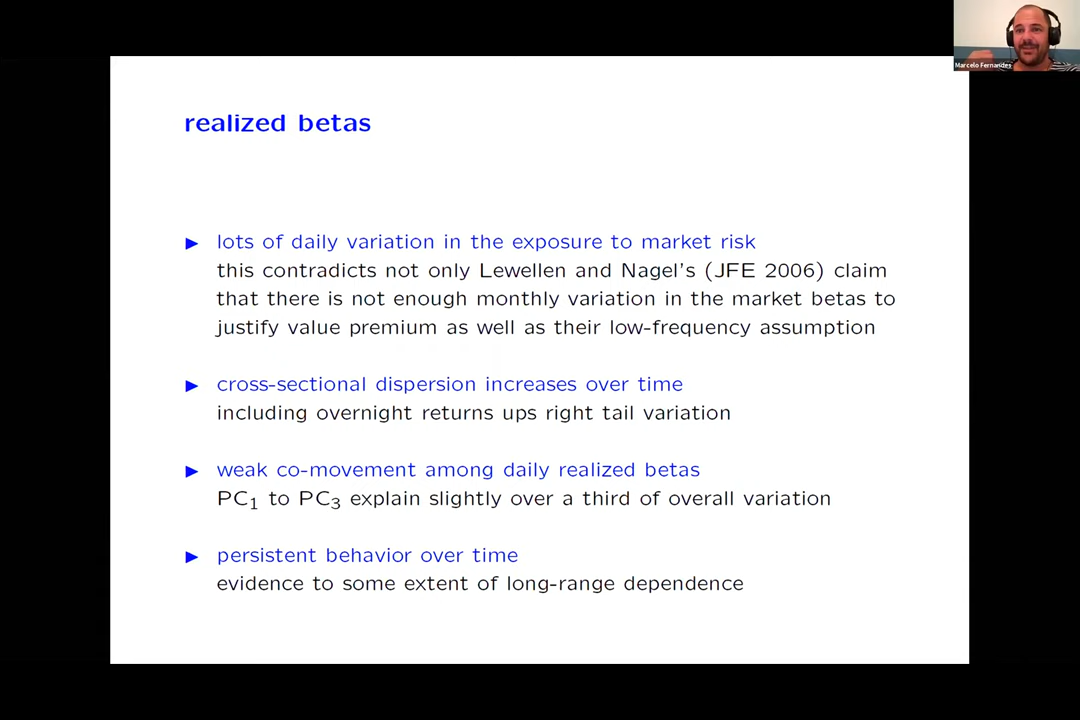 Marcelo Fernandes
realized betas
▶ lots of daily variation in the exposure to market risk
this contradicts not only Lewellen and Nagel's (JFE 2006) claim
that there is not enough monthly variation in the market betas to
justify value premium as well as their low-frequency assumption
▶ cross-sectional dispersion increases over time
including overnight returns ups right tail variation
▶ weak co-movement among daily realized betas
PC1 to PC3 explain slightly over a third of overall variation
▶ persistent behavior over time
evidence to some extent of long-range dependence